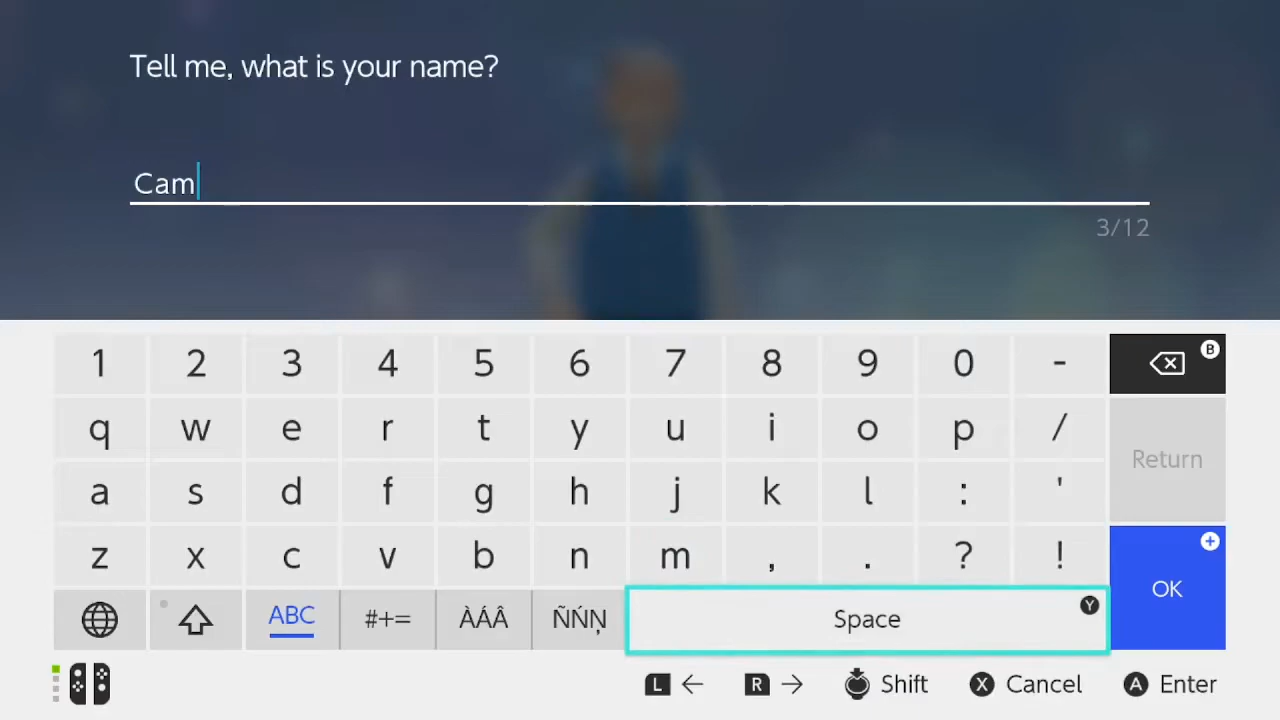 Tell me, what is your name?
Cam
3/12
1 2 3 4 5 6 7 8 9 0 - B
q w e r t y u i o p /
Return
a s d f g h j k l : '
z x c v b n m , . ? ! +
OK
ABC #+= ÀÁÂ ÑŃŅ Space Y
L ← R → Shift X Cancel A Enter